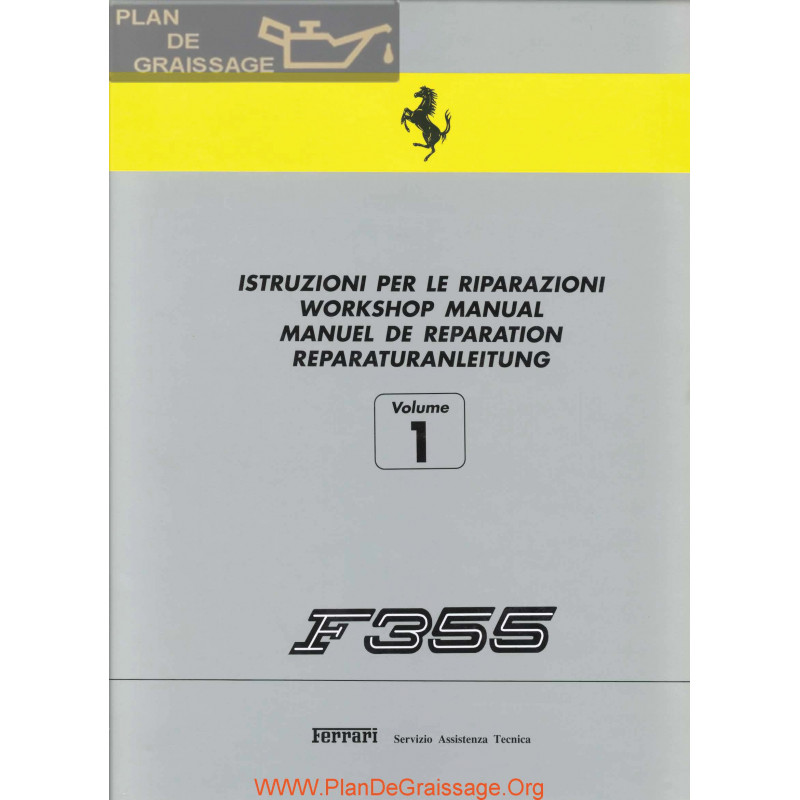 PLAN
DE
GRAISSAGE
ISTRUZIONI PER LE RIPARAZIONI
WORKSHOP MANUAL
MANUEL DE REPARATION
REPARATURANLEITUNG
Volume
1
F355
Ferrari Servizio Assistenza Tecnica
WWW.PlanDeGraissage.Org